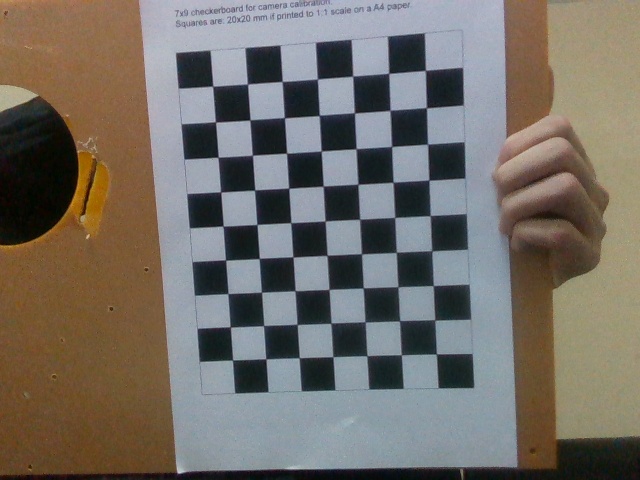 7x9 checkerboard for camera calibration.
Squares are: 20x20 mm if printed to 1:1 scale on a A4 paper.